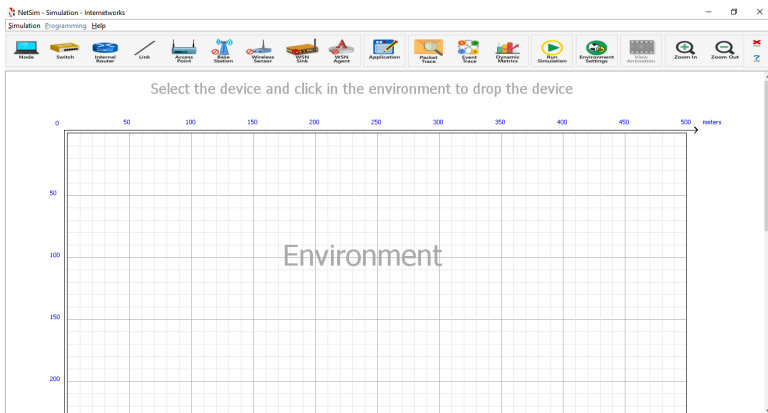 NetSim - Simulation - Internetworks
Simulation Programming Help
Node Switch Internal Router Link Access Point Base Station Wireless Sensor WSN Sink WSN Agent Application Packet Trace Event Trace Dynamic Metrics Run Simulation Environment Settings View Animation Zoom In Zoom Out ?
Select the device and click in the environment to drop the device
0 50 100 150 200 250 300 350 400 450 500 meters
50
Environment
100
150
200